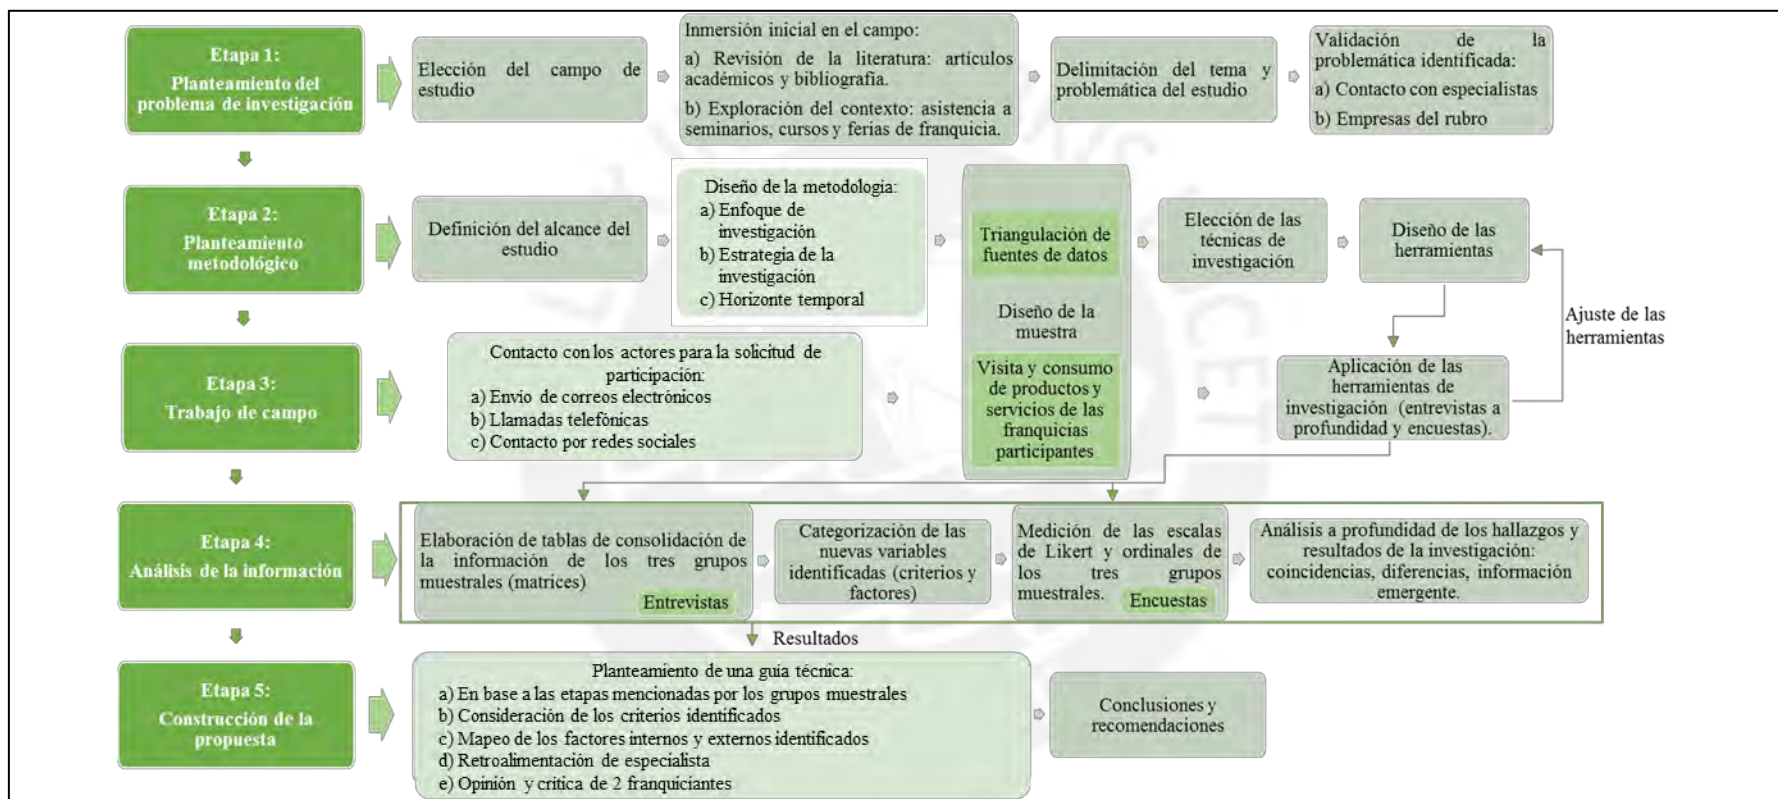 Etapa 1:
Planteamiento del
problema de investigación
Elección del campo de
estudio
Inmersión inicial en el campo:
a) Revisión de la literatura: artículos
académicos y bibliografía.
b) Exploración del contexto: asistencia a
seminarios, cursos y ferias de franquicia.
Delimitación del tema y
problemática del estudio
Validación de la
problemática identificada:
a) Contacto con especialistas
b) Empresas del rubro
Etapa 2:
Planteamiento
metodológico
Definición del alcance del
estudio
Diseño de la metodología:
a) Enfoque de
investigación
b) Estrategia de la
investigación
c) Horizonte temporal
Triangulación de
fuentes de datos
Diseño de la
muestra
Visita y consumo
de productos y
servicios de las
franquicias
participantes
Elección de las
técnicas de
investigación
Diseño de las
herramientas
Ajuste de las
herramientas
Etapa 3:
Trabajo de campo
Contacto con los actores para la solicitud de
participación:
a) Envío de correos electrónicos
b) Llamadas telefónicas
c) Contacto por redes sociales
Aplicación de las
herramientas de
investigación (entrevistas a
profundidad y encuestas).
Etapa 4:
Análisis de la información
Elaboración de tablas de consolidación de
la información de los tres grupos
muestrales (matrices)
Entrevistas
Categorización de las
nuevas variables
identificadas (criterios y
factores)
Medición de las escalas
de Likert y ordinales de
los tres grupos
muestrales.
Encuestas
Análisis a profundidad de los hallazgos y
resultados de la investigación:
coincidencias, diferencias, información
emergente.
Resultados
Etapa 5:
Construcción de la
propuesta
Planteamiento de una guía técnica:
a) En base a las etapas mencionadas por los grupos muestrales
b) Consideración de los criterios identificados
c) Mapeo de los factores internos y externos identificados
d) Retroalimentación de especialista
e) Opinión y crítica de 2 franquiciantes
Conclusiones y
recomendaciones